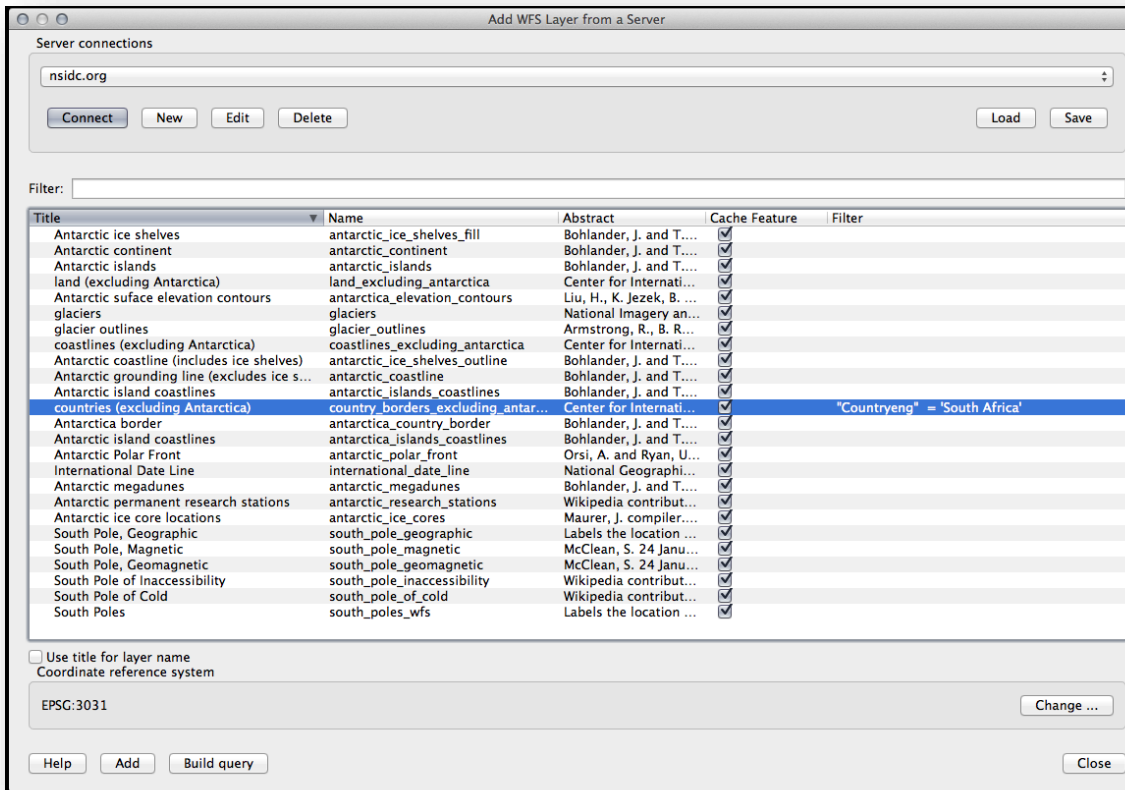 Add WFS Layer from a Server
Server connections
nsidc.org
Connect New Edit Delete Load Save
Filter:
Title Name Abstract Cache Feature Filter
Antarctic ice shelves antarctic_ice_shelves_fill Bohlander, J. and T....
Antarctic continent antarctic_continent Bohlander, J. and T....
Antarctic islands antarctic_islands Bohlander, J. and T....
land (excluding Antarctica) land_excluding_antarctica Center for Internati...
Antarctic suface elevation contours antarctica_elevation_contours Liu, H., K. Jezek, B. ...
glaciers glaciers National Imagery an...
glacier outlines glacier_outlines Armstrong, R., B. R...
coastlines (excluding Antarctica) coastlines_excluding_antarctica Center for Internati...
Antarctic coastline (includes ice shelves) antarctic_ice_shelves_outline Bohlander, J. and T....
Antarctic grounding line (excludes ice s... antarctic_coastline Bohlander, J. and T....
Antarctic island coastlines antarctic_islands_coastlines Bohlander, J. and T....
countries (excluding Antarctica) country_borders_excluding_antar... Center for Internati... "Countryeng" = 'South Africa'
Antarctica border antarctica_country_border Bohlander, J. and T....
Antarctic island coastlines antarctica_islands_coastlines Bohlander, J. and T....
Antarctic Polar Front antarctic_polar_front Orsi, A. and Ryan, U...
International Date Line international_date_line National Geographi...
Antarctic megadunes antarctic_megadunes Bohlander, J. and T....
Antarctic permanent research stations antarctic_research_stations Wikipedia contribut...
Antarctic ice core locations antarctic_ice_cores Maurer, J. compiler....
South Pole, Geographic south_pole_geographic Labels the location ...
South Pole, Magnetic south_pole_magnetic McClean, S. 24 Janu...
South Pole, Geomagnetic south_pole_geomagnetic McClean, S. 24 Janu...
South Pole of Inaccessibility south_pole_inaccessibility Wikipedia contribut...
South Pole of Cold south_pole_of_cold Wikipedia contribut...
South Poles south_poles_wfs Labels the location ...
Use title for layer name
Coordinate reference system
EPSG:3031 Change ...
Help Add Build query Close